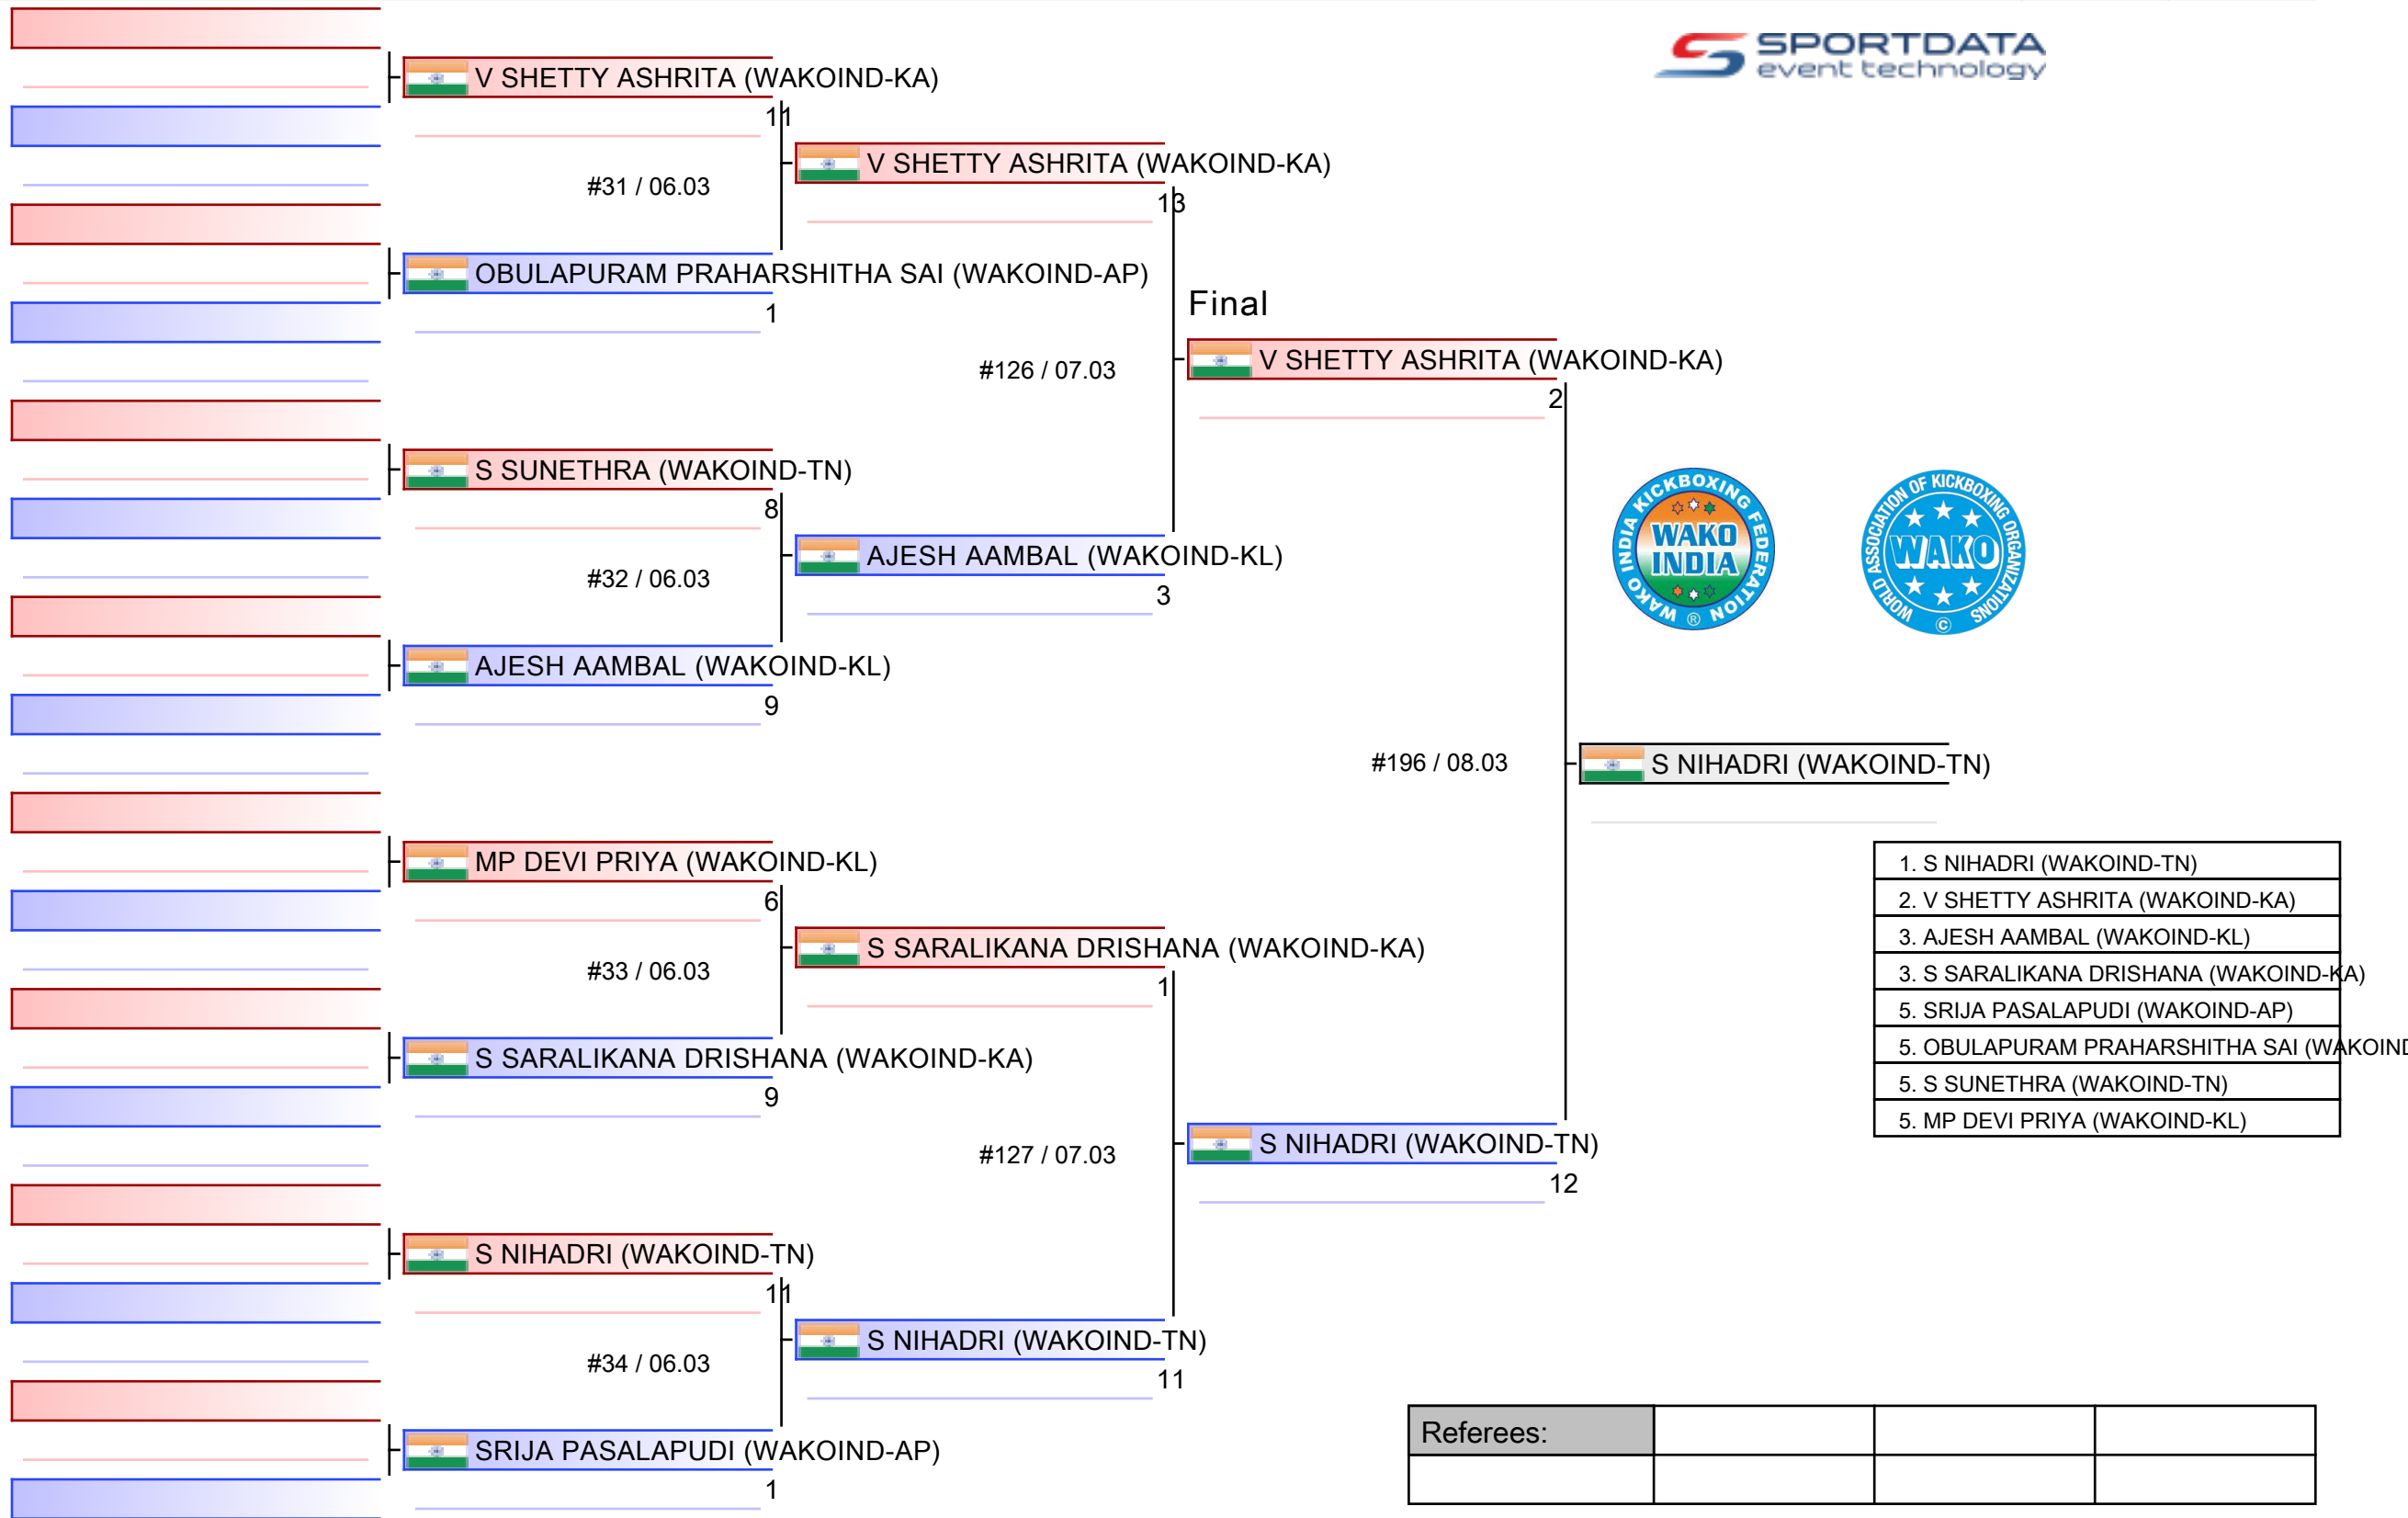 SPORTDATA
event technology
V SHETTY ASHRITA (WAKOIND-KA)
11
#31 / 06.03
OBULAPURAM PRAHARSHITHA SAI (WAKOIND-AP)
1
S SUNETHRA (WAKOIND-TN)
8
#32 / 06.03
AJESH AAMBAL (WAKOIND-KL)
9
MP DEVI PRIYA (WAKOIND-KL)
6
#33 / 06.03
S SARALIKANA DRISHANA (WAKOIND-KA)
9
S NIHADRI (WAKOIND-TN)
11
#34 / 06.03
SRIJA PASALAPUDI (WAKOIND-AP)
1
V SHETTY ASHRITA (WAKOIND-KA)
13
#126 / 07.03
AJESH AAMBAL (WAKOIND-KL)
3
S SARALIKANA DRISHANA (WAKOIND-KA)
1
#127 / 07.03
S NIHADRI (WAKOIND-TN)
11
Final
V SHETTY ASHRITA (WAKOIND-KA)
2
#196 / 08.03
S NIHADRI (WAKOIND-TN)
12
S NIHADRI (WAKOIND-TN)
WAKO INDIA KICKBOXING FEDERATION
WAKO
INDIA
®
WORLD ASSOCIATION OF KICKBOXING ORGANIZATIONS
WAKO
©
1. S NIHADRI (WAKOIND-TN)
2. V SHETTY ASHRITA (WAKOIND-KA)
3. AJESH AAMBAL (WAKOIND-KL)
3. S SARALIKANA DRISHANA (WAKOIND-KA)
5. SRIJA PASALAPUDI (WAKOIND-AP)
5. OBULAPURAM PRAHARSHITHA SAI (WAKOIND
5. S SUNETHRA (WAKOIND-TN)
5. MP DEVI PRIYA (WAKOIND-KL)
Referees: